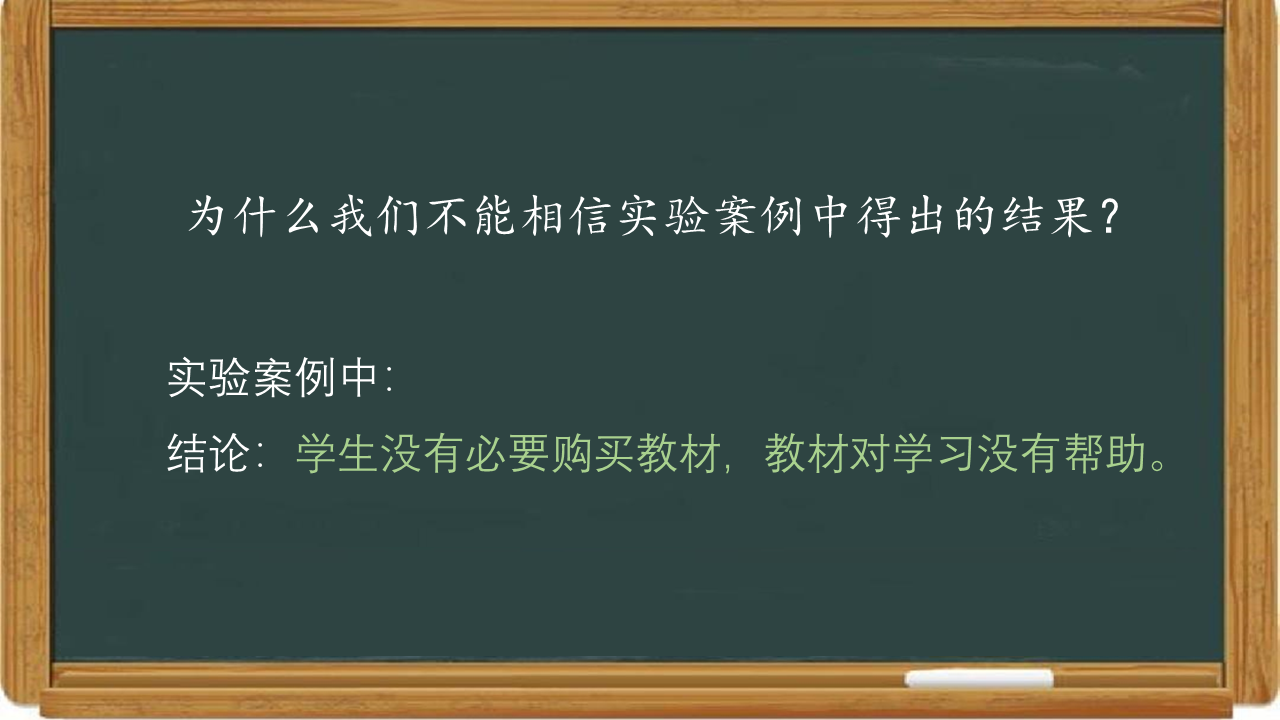 为什么我们不能相信实验案例中得出的结果？
实验案例中：
结论：学生没有必要购买教材，教材对学习没有帮助。